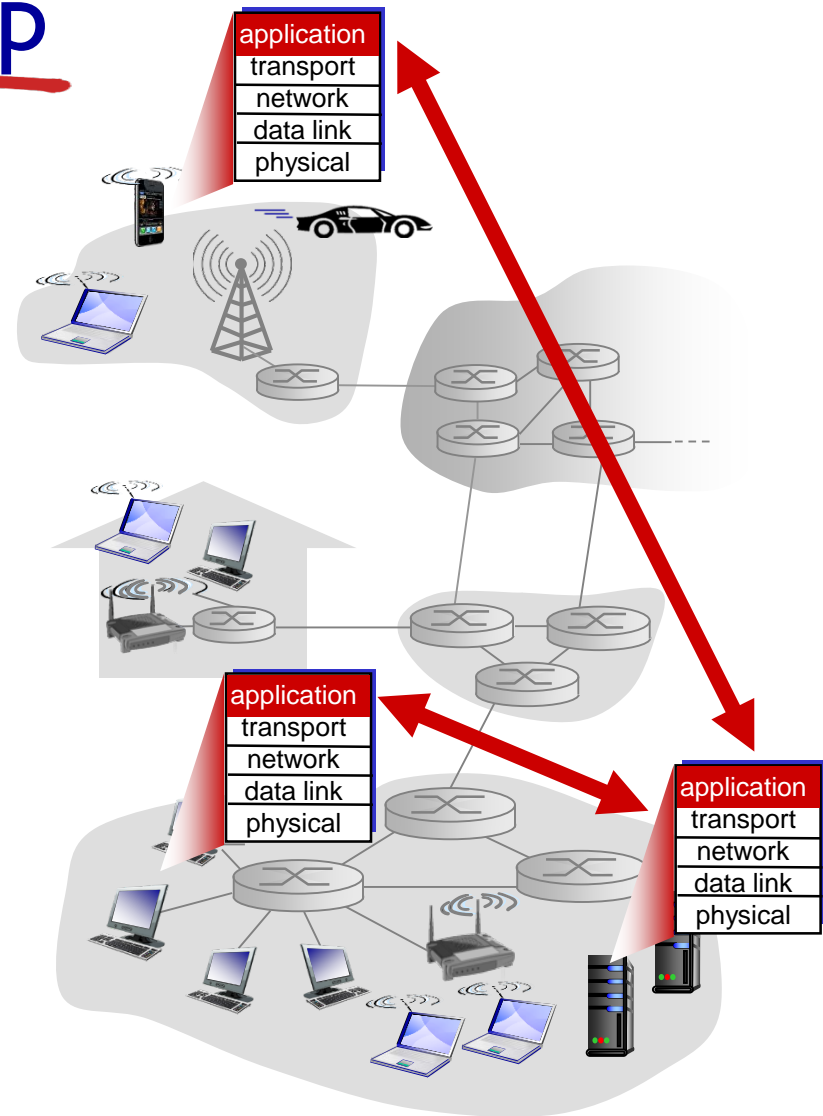 p
application
transport
network
data link
physical
application
transport
network
data link
physical
application
transport
network
data link
physical